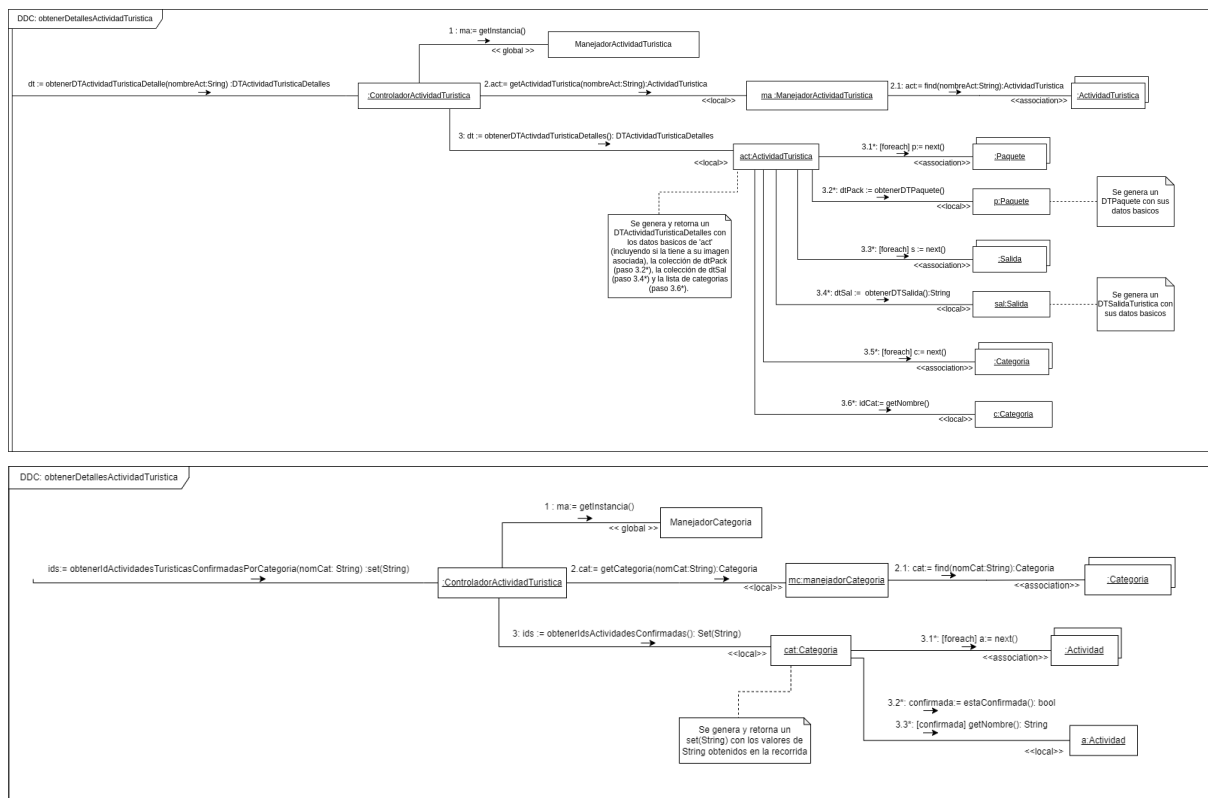 DDC: obtenerDetallesActividadTuristica
1 : ma:= getInstancia()
<< global >>
ManejadorActividadTuristica
dt := obtenerDTActividadTuristicaDetalle(nombreAct:Sring) :DTActividadTuristicaDetalles
:ControladorActividadTuristica
2.act:= getActividadTuristica(nombreAct:String):ActividadTuristica
<<local>>
ma :ManejadorActividadTuristica
2.1: act:= find(nombreAct:String):ActividadTuristica
<<association>>
:ActividadTuristica
3: dt := obtenerDTActivdadTuristicaDetalles(): DTActividadTuristicaDetalles
<<local>>
act:ActividadTuristica
3.1*: [foreach] p:= next()
<<association>>
:Paquete
3.2*: dtPack := obtenerDTPaquete()
<<local>>
p:Paquete
Se genera un
DTPaquete con sus
datos basicos
Se genera y retorna un
DTActividadTuristicaDetalles con
los datos basicos de 'act'
(incluyendo si la tiene a su imagen
asociada), la colección de dtPack
(paso 3.2*), la colección de dtSal
(paso 3.4*) y la lista de categorias
(paso 3.6*).
3.3*: [foreach] s := next()
<<association>>
:Salida
3.4*: dtSal :=  obtenerDTSalida():String
<<local>>
sal:Salida
Se genera un
DTSalidaTuristica con
sus datos basicos
3.5*: [foreach] c:= next()
<<association>>
:Categoria
3.6*: idCat:= getNombre()
<<local>>
c:Categoria
DDC: obtenerDetallesActividadTuristica
1 : ma:= getInstancia()
<< global >>
ManejadorCategoria
ids:= obtenerIdActividadesTuristicasConfirmadasPorCategoria(nomCat: String) :set(String)
:ControladorActividadTuristica
2.cat:= getCategoria(nomCat:String):Categoria
<<local>>
mc:manejadorCategoria
2.1: cat:= find(nomCat:String):Categoria
<<association>>
:Categoria
3: ids := obtenerIdsActividadesConfirmadas(): Set(String)
<<local>>
cat:Categoria
3.1*: [foreach] a:= next()
<<association>>
:Actividad
3.2*: confirmada:= estaConfirmada(): bool
3.3*: [confirmada] getNombre(): String
<<local>>
a:Actividad
Se genera y retorna un
set(String) con los valores de
String obtenidos en la recorrida